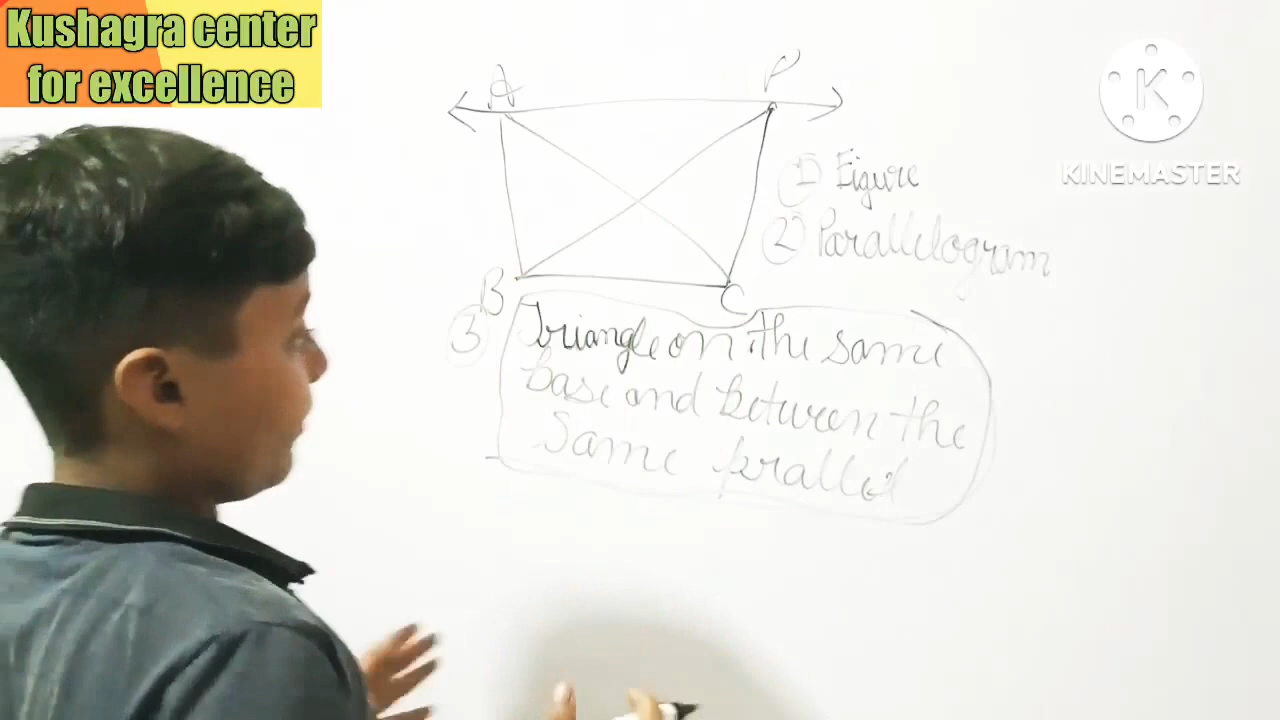 Kushagra center
for excellence
A
P
K
KINEMASTER
① Figure
② Parallelogram
B
C
③ Triangle on the same
base and between the
same parallel